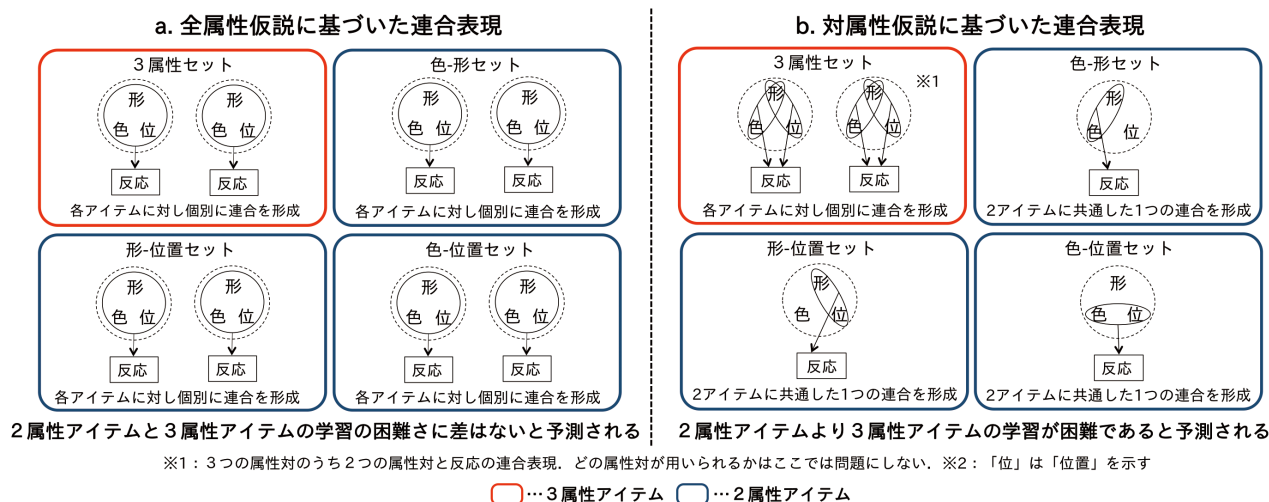 a. 全属性仮説に基づいた連合表現
3属性セット
形
色 位
反応
形
色 位
反応
各アイテムに対し個別に連合を形成
色-形セット
形
色 位
反応
形
色 位
反応
各アイテムに対し個別に連合を形成
形-位置セット
形
色 位
反応
形
色 位
反応
各アイテムに対し個別に連合を形成
色-位置セット
形
色 位
反応
形
色 位
反応
各アイテムに対し個別に連合を形成
2属性アイテムと3属性アイテムの学習の困難さに差はないと予測される
b. 対属性仮説に基づいた連合表現
3属性セット
※1
形
色 位
反応
形
色 位
反応
各アイテムに対し個別に連合を形成
色-形セット
形
色 位
反応
2アイテムに共通した1つの連合を形成
形-位置セット
形
色 位
反応
2アイテムに共通した1つの連合を形成
色-位置セット
形
色 位
反応
2アイテムに共通した1つの連合を形成
2属性アイテムより3属性アイテムの学習が困難であると予測される
※1：3つの属性対のうち2つの属性対と反応の連合表現．どの属性対が用いられるかはここでは問題にしない．※2：「位」は「位置」を示す
…3属性アイテム …2属性アイテム